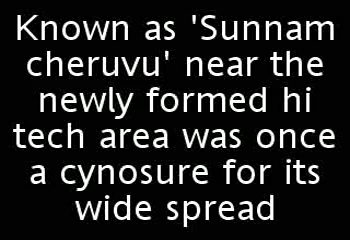 Known as 'Sunnam
cheruvu' near the
newly formed hi
tech area was once
a cynosure for its
wide spread